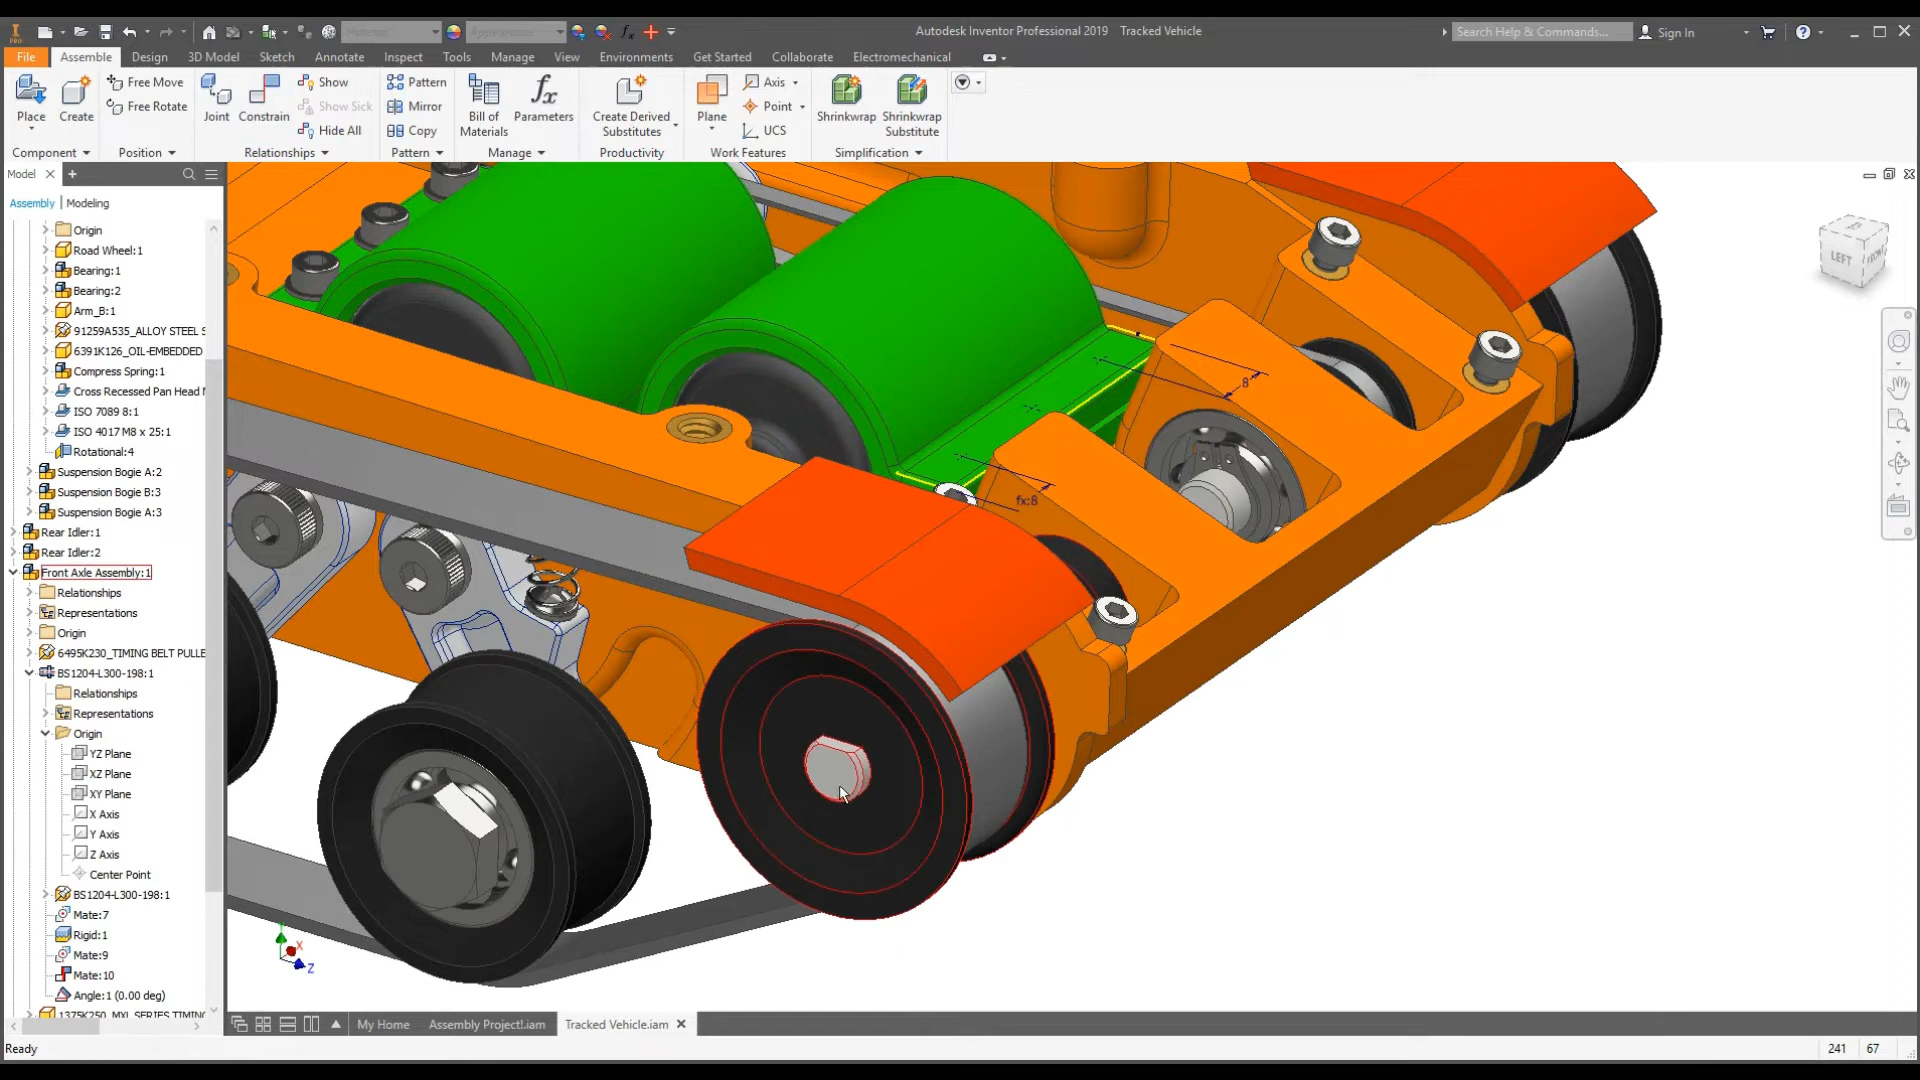 Autodesk Inventor Professional 2019 Tracked Vehicle
Search Help & Commands...
Sign In
PRO
Material
Appearance
File
Assemble
Design
3D Model
Sketch
Annotate
Inspect
Tools
Manage
View
Environments
Get Started
Collaborate
Electromechanical
Place
Create
Free Move
Free Rotate
Joint
Constrain
Show
Show Sick
Hide All
Pattern
Mirror
Copy
Bill of
Materials
Parameters
Create Derived
Substitutes
Plane
Axis
Point
UCS
Shrinkwrap
Shrinkwrap
Substitute
Component
Position
Relationships
Pattern
Manage
Productivity
Work Features
Simplification
Model
Assembly | Modeling
Origin
Road Wheel:1
Bearing:1
Bearing:2
Arm_B:1
91259A535_ALLOY STEEL S
6391K126_OIL-EMBEDDED
Compress Spring:1
Cross Recessed Pan Head
ISO 7089 8:1
ISO 4017 M8 x 25:1
Rotational:4
Suspension Bogie A:2
Suspension Bogie B:3
Suspension Bogie A:3
Rear Idler:1
Rear Idler:2
Front Axle Assembly:1
Relationships
Representations
Origin
6495K230_TIMING BELT PULLE
BS1204-L300-198:1
Relationships
Representations
Origin
YZ Plane
XZ Plane
XY Plane
X Axis
Y Axis
Z Axis
Center Point
BS1204-L300-198:1
Mate:7
Rigid:1
Mate:9
Mate:10
Angle:1 (0.00 deg)
1375K250_MXL SERIES TIMING
8
fx:8
LEFT
FRONT
X
Z
My Home
Assembly Project!.iam
Tracked Vehicle.iam
Ready
241
67